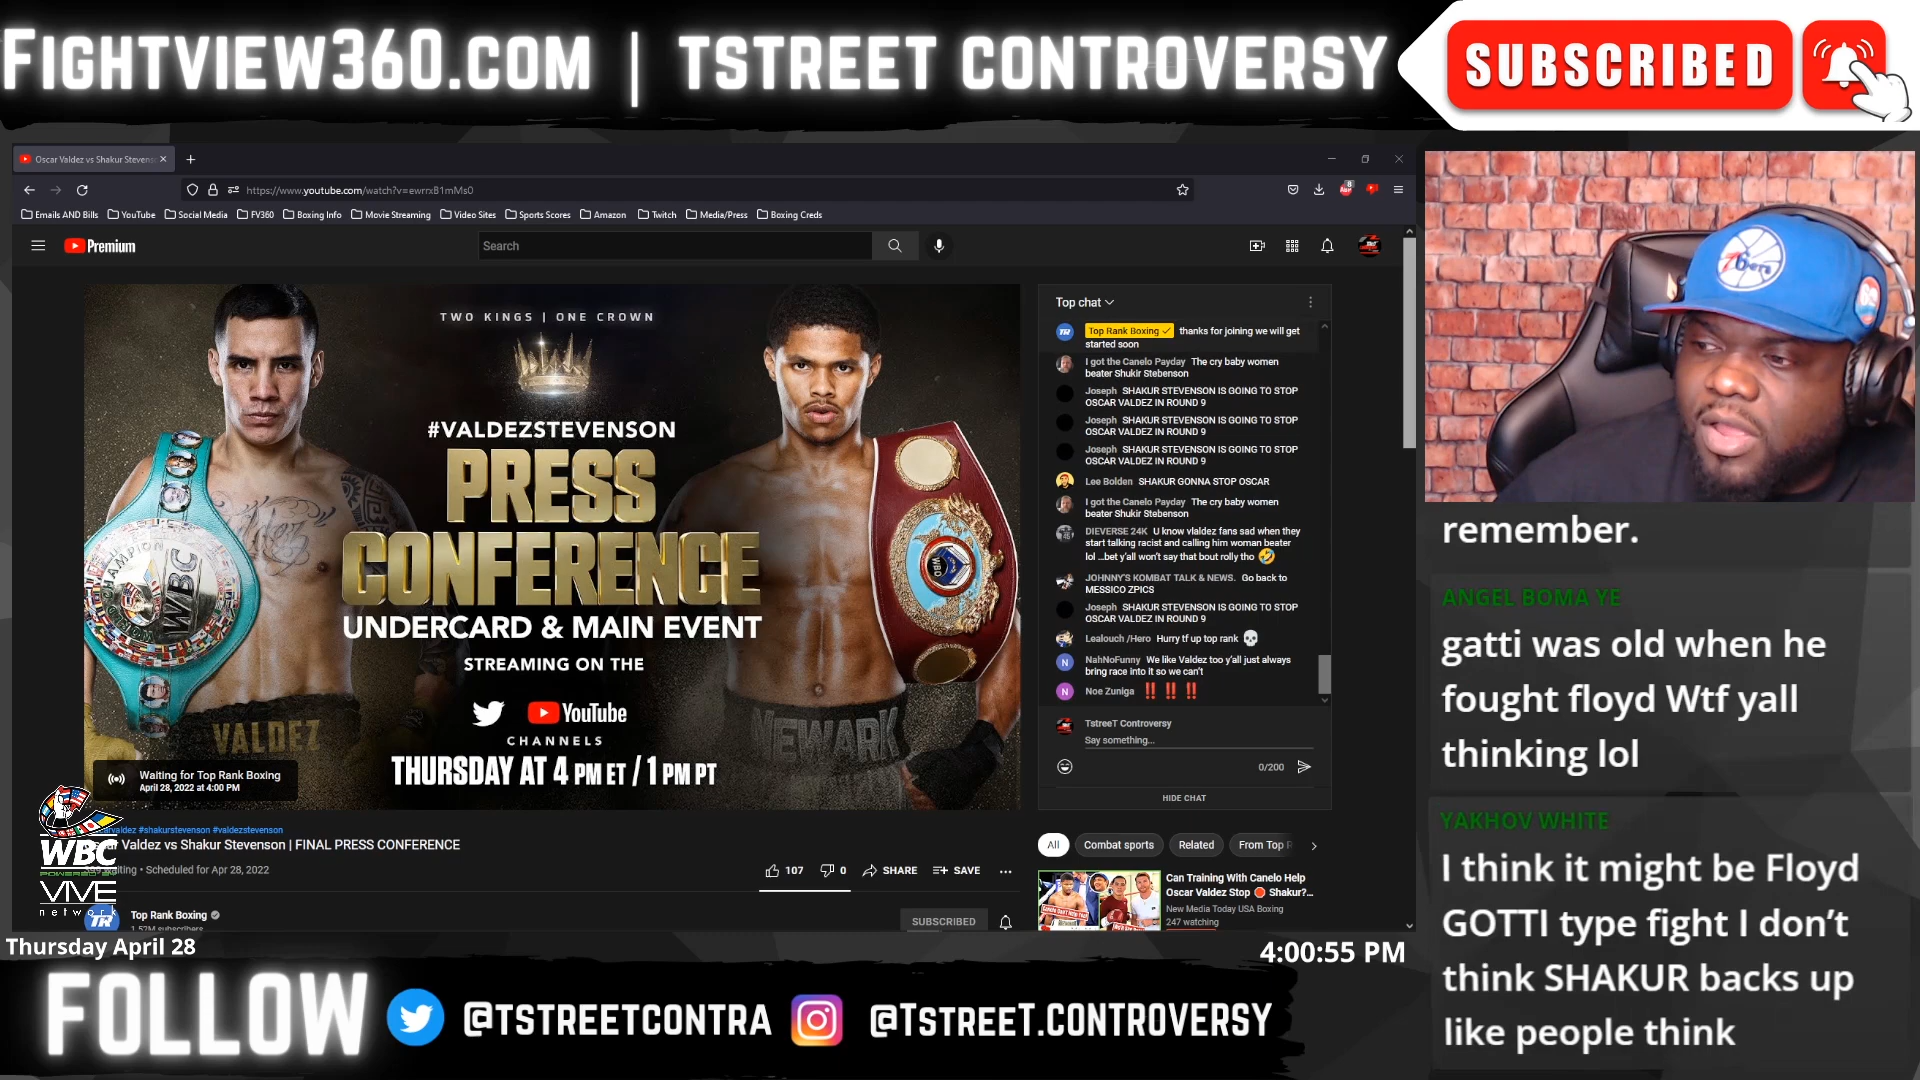 FIGHTVIEW360.COM | TSTREET CONTROVERSY
SUBSCRIBED
Oscar Valdez vs Shakur Stevens
https://www.youtube.com/watch?v=ewrrxB1mMs0
Emails AND Bills YouTube Social Media FV360 Boxing Info Movie Streaming Video Sites Sports Scores Amazon Twitch Media/Press Boxing Creds
Premium
Search
TWO KINGS | ONE CROWN
#VALDEZSTEVENSON
PRESS
CONFERENCE
UNDERCARD & MAIN EVENT
STREAMING ON THE
YouTube
CHANNELS
THURSDAY AT 4 PM ET / 1 PM PT
WBC
VALDEZ
NEWARK
WBO
Waiting for Top Rank Boxing
April 28, 2022 at 4:00 PM
Top chat
Top Rank Boxing thanks for joining we will get
started soon
I got the Canelo Payday The cry baby women
beater Shukir Stebenson
Joseph SHAKUR STEVENSON IS GOING TO STOP
OSCAR VALDEZ IN ROUND 9
Joseph SHAKUR STEVENSON IS GOING TO STOP
OSCAR VALDEZ IN ROUND 9
Joseph SHAKUR STEVENSON IS GOING TO STOP
OSCAR VALDEZ IN ROUND 9
Lee Bolden SHAKUR GONNA STOP OSCAR
I got the Canelo Payday The cry baby women
beater Shukir Stebenson
DIEVERSE 24K U know vlaldez fans sad when they
start talking racist and calling him woman beater
lol ...bet y'all won't say that bout rolly tho 🤣
JOHNNY'S KOMBAT TALK & NEWS. Go back to
MESSICO ZPICS
Joseph SHAKUR STEVENSON IS GOING TO STOP
OSCAR VALDEZ IN ROUND 9
Lealouch /Hero Hurry tf up top rank 💀
NahNoFunny We like Valdez too y'all just always
bring race into it so we can't
Noe Zuniga ‼️ ‼️ ‼️
TstreeT Controversy
Say something...
0/200
HIDE CHAT
#shakurstevenson #valdezstevenson
Valdez vs Shakur Stevenson | FINAL PRESS CONFERENCE
waiting • Scheduled for Apr 28, 2022
107 0 SHARE SAVE
Top Rank Boxing
1.52M subscribers
SUBSCRIBED
All Combat sports Related From Top R
Can Training With Canelo Help
Oscar Valdez Stop 🛑 Shakur?...
New Media Today USA Boxing
247 watching
WBC
POWERED BY
VIVE
network
TR
76ers
remember.
ANGEL BOMA YE
gatti was old when he
fought floyd Wtf yall
thinking lol
YAKHOV WHITE
I think it might be Floyd
GOTTI type fight I don't
think SHAKUR backs up
like people think
Thursday April 28
4:00:55 PM
FOLLOW @TSTREETCONTRA @TSTREET.CONTROVERSY